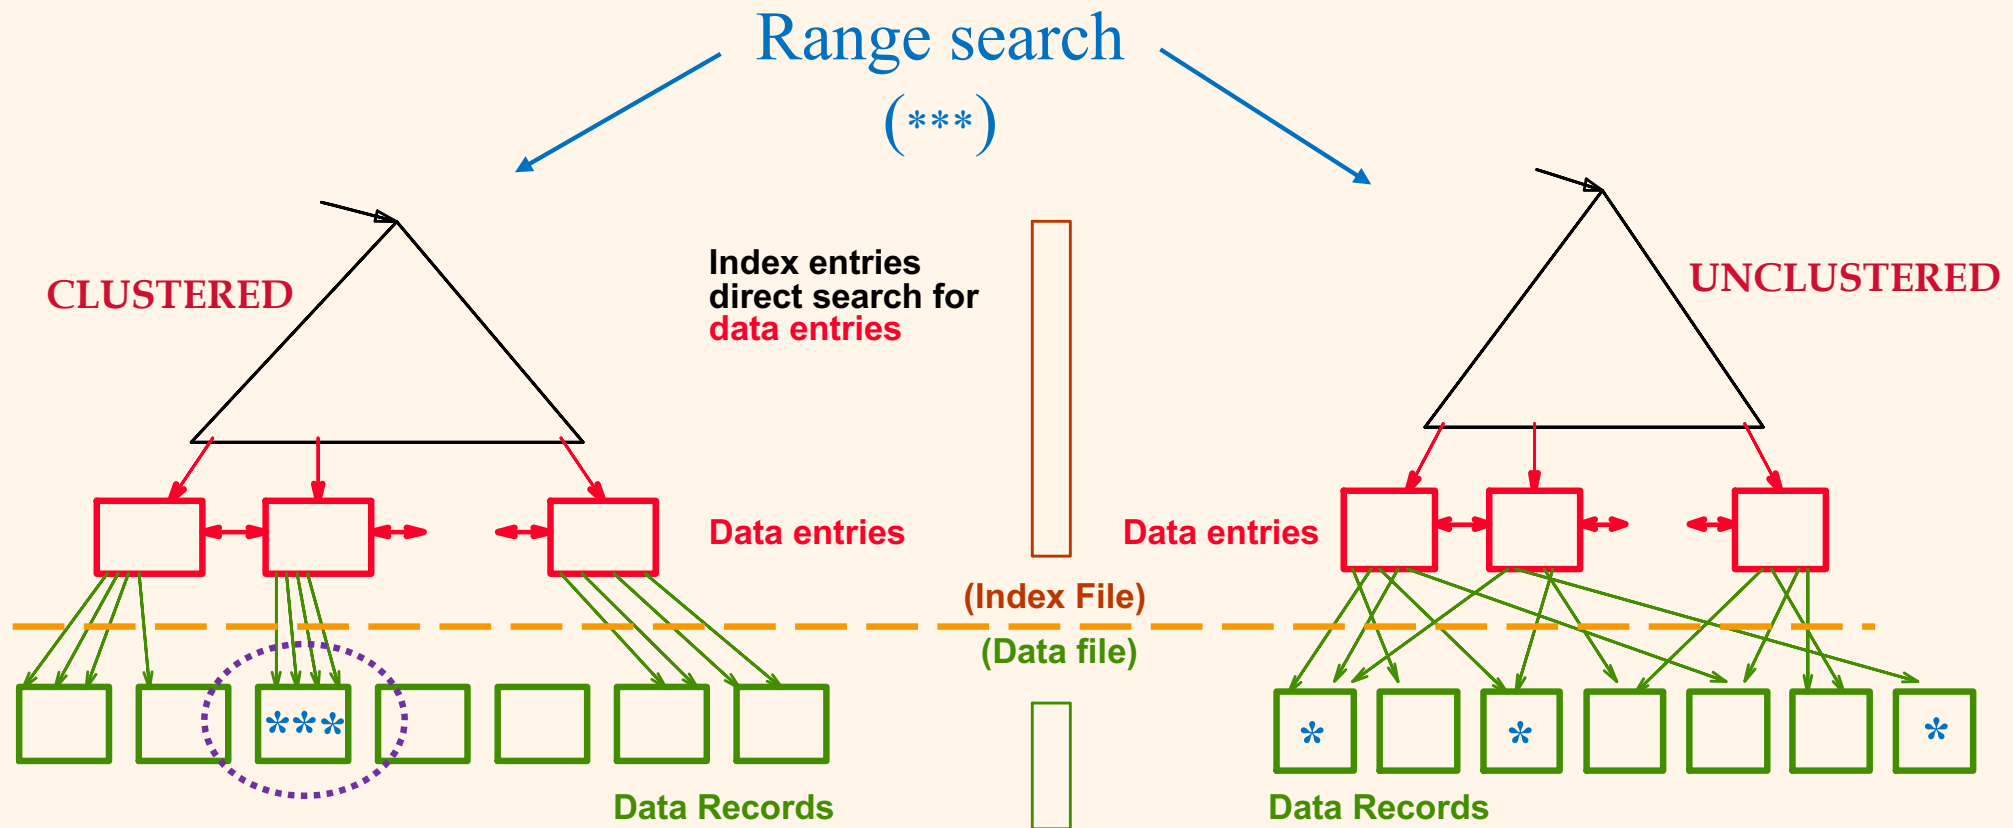 Range search
(***)
CLUSTERED
Index entries
direct search for
data entries
UNCLUSTERED
Data entries
Data entries
(Index File)
(Data file)
***
*
*
*
Data Records
Data Records